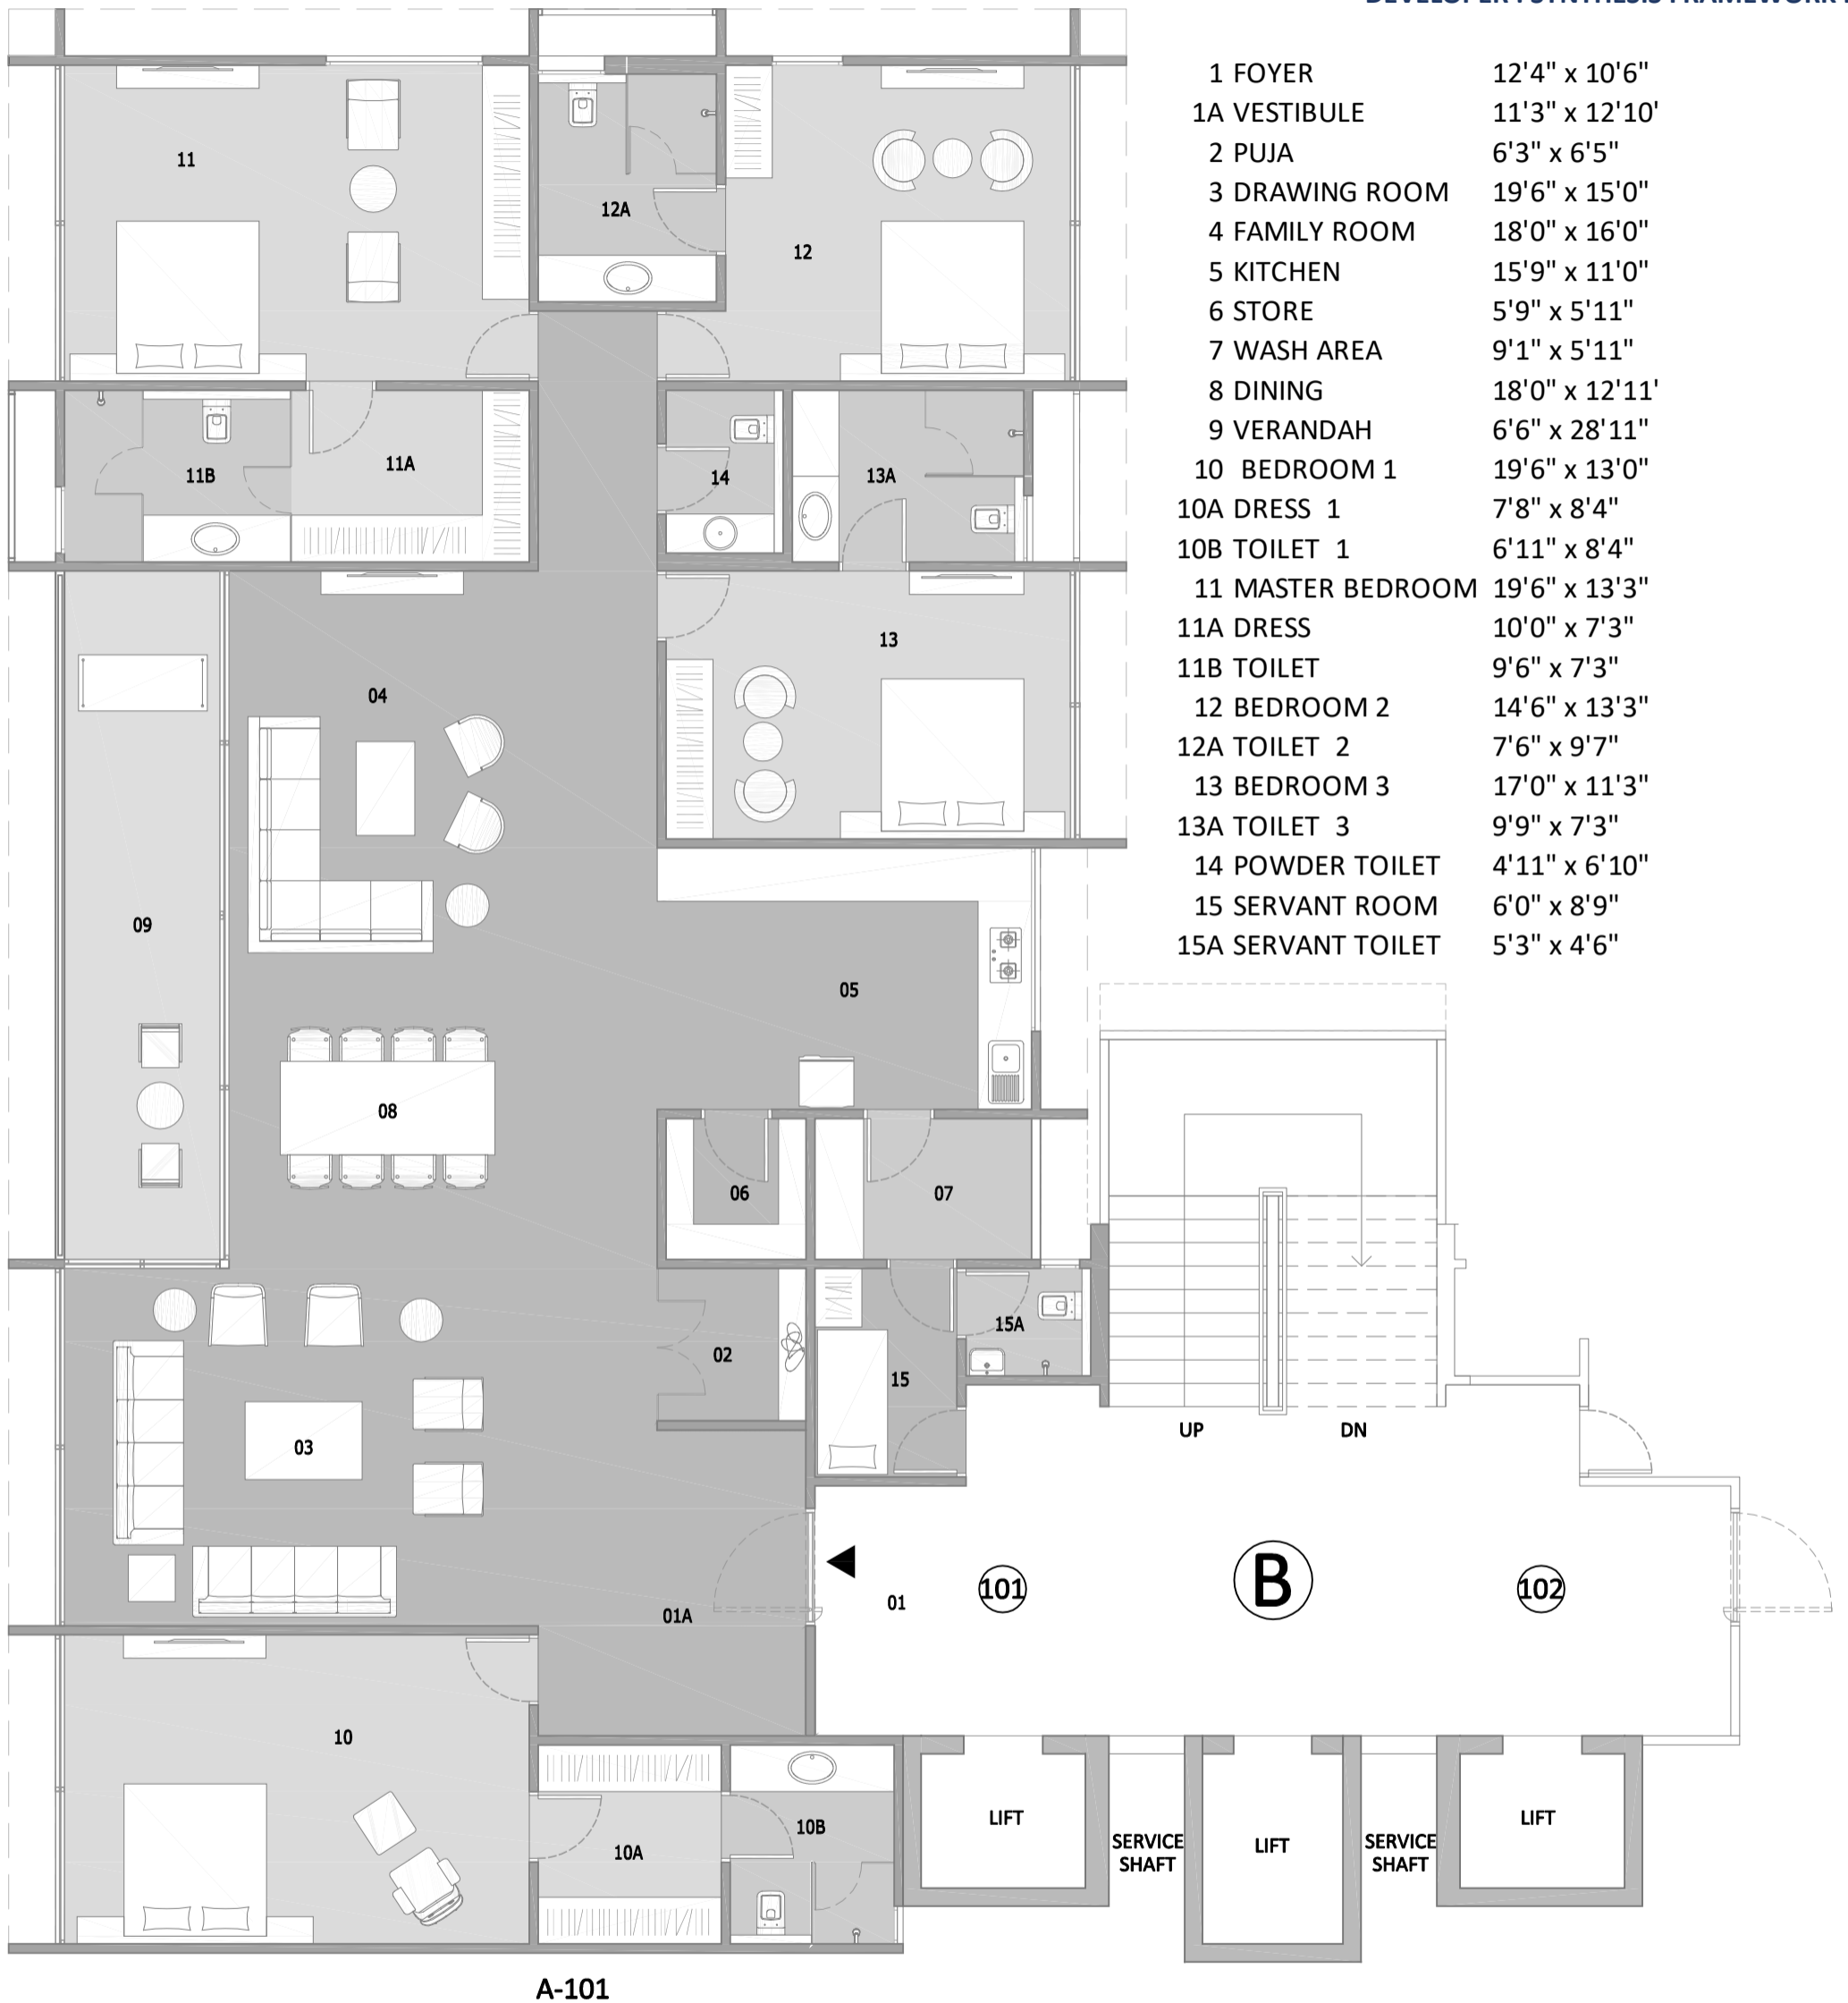 1 FOYER 12'4" x 10'6"
1A VESTIBULE 11'3" x 12'10'
2 PUJA 6'3" x 6'5"
3 DRAWING ROOM 19'6" x 15'0"
4 FAMILY ROOM 18'0" x 16'0"
5 KITCHEN 15'9" x 11'0"
6 STORE 5'9" x 5'11"
7 WASH AREA 9'1" x 5'11"
8 DINING 18'0" x 12'11'
9 VERANDAH 6'6" x 28'11"
10 BEDROOM 1 19'6" x 13'0"
10A DRESS 1 7'8" x 8'4"
10B TOILET 1 6'11" x 8'4"
11 MASTER BEDROOM 19'6" x 13'3"
11A DRESS 10'0" x 7'3"
11B TOILET 9'6" x 7'3"
12 BEDROOM 2 14'6" x 13'3"
12A TOILET 2 7'6" x 9'7"
13 BEDROOM 3 17'0" x 11'3"
13A TOILET 3 9'9" x 7'3"
14 POWDER TOILET 4'11" x 6'10"
15 SERVANT ROOM 6'0" x 8'9"
15A SERVANT TOILET 5'3" x 4'6"
11
12A
12
11B
11A
14
13A
13
04
09
05
08
06
07
02
15A
15
03
UP
DN
01A
01
101
B
102
10
10A
10B
LIFT
SERVICE
SHAFT
LIFT
SERVICE
SHAFT
LIFT
A-101